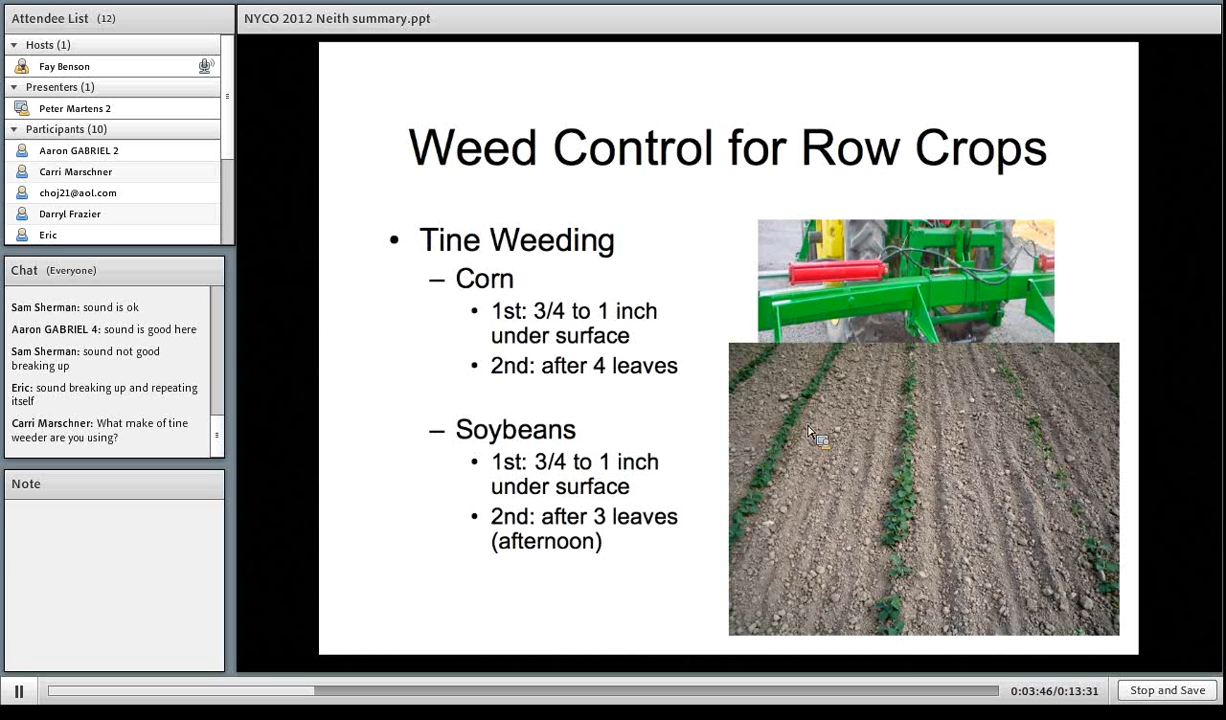 Attendee List (12)
Hosts (1)
Fay Benson
Presenters (1)
Peter Martens 2
Participants (10)
Aaron GABRIEL 2
Carri Marschner
choj21@aol.com
Darryl Frazier
Eric
Chat (Everyone)
Sam Sherman: sound is ok
Aaron GABRIEL 4: sound is good here
Sam Sherman: sound not good
breaking up
Eric: sound breaking up and repeating
itself
Carri Marschner: What make of tine
weeder are you using?
Note
NYCO 2012 Neith summary.ppt
Weed Control for Row Crops
• Tine Weeding
– Corn
• 1st: 3/4 to 1 inch
under surface
• 2nd: after 4 leaves
– Soybeans
• 1st: 3/4 to 1 inch
under surface
• 2nd: after 3 leaves
(afternoon)
0:03:46/0:13:31
Stop and Save